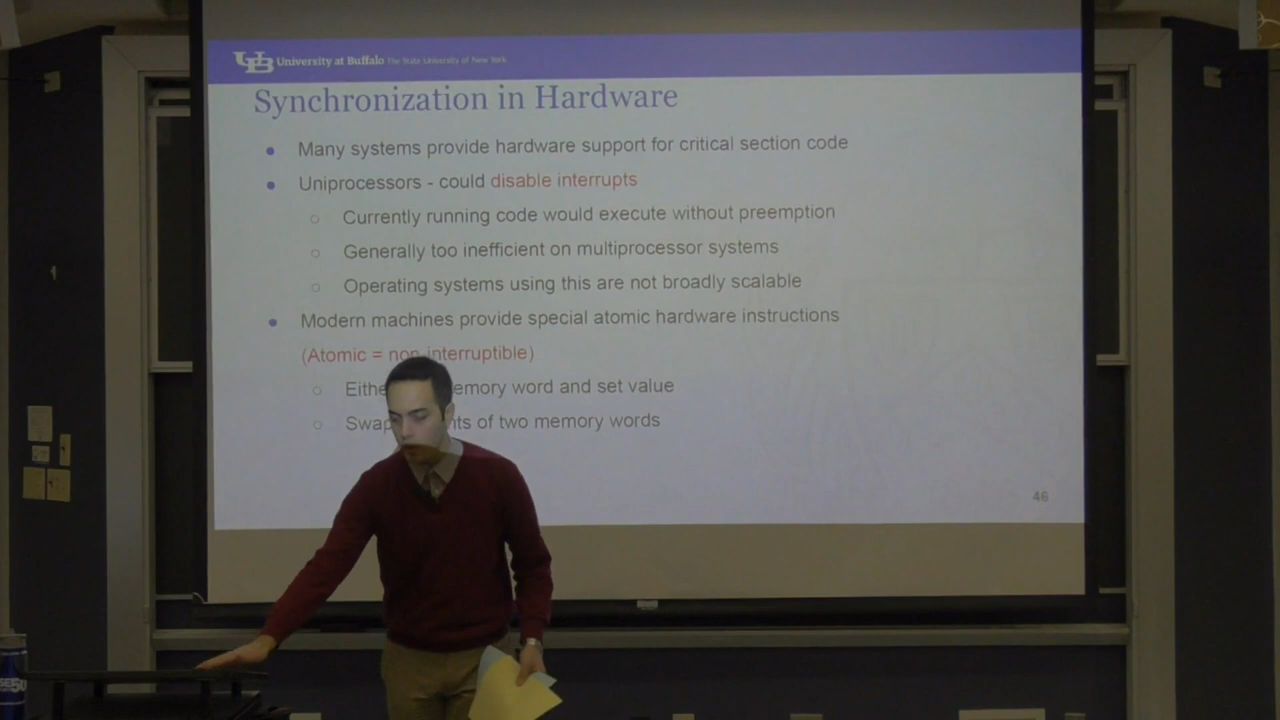 UB University at Buffalo The State University of New York
Synchronization in Hardware
Many systems provide hardware support for critical section code
Uniprocessors - could disable interrupts
Currently running code would execute without preemption
Generally too inefficient on multiprocessor systems
Operating systems using this are not broadly scalable
Modern machines provide special atomic hardware instructions
(Atomic = non-interruptible)
emory word and set value
Swap nts of two memory words
46